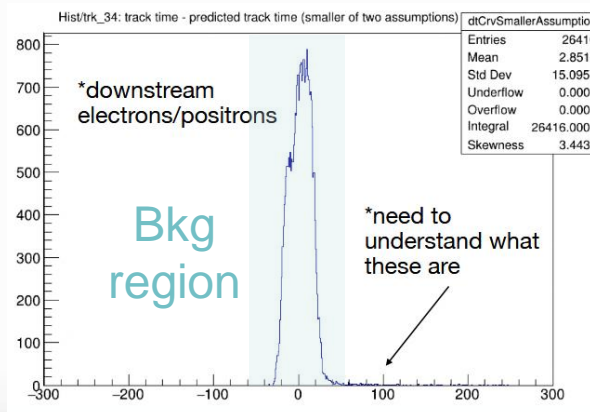 Hist/trk_34: track time - predicted track time (smaller of two assumptions)
dtCrvSmallerAssumptio
Entries 2641
Mean 2.851
Std Dev 15.095
Underflow 0.000
Overflow 0.000
Integral 26416.000
Skewness 3.443
800
700
600
500
400
300
200
100
0
*downstream
electrons/positrons
Bkg
region
*need to
understand what
these are
−300 −200 −100 0 100 200 300